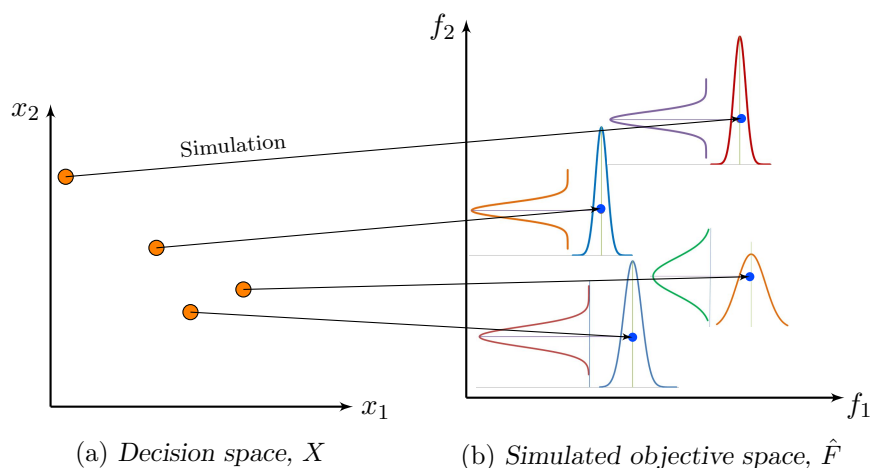 f₂
x₂
Simulation
x₁
f₁
(a) Decision space, X
(b) Simulated objective space, F̂